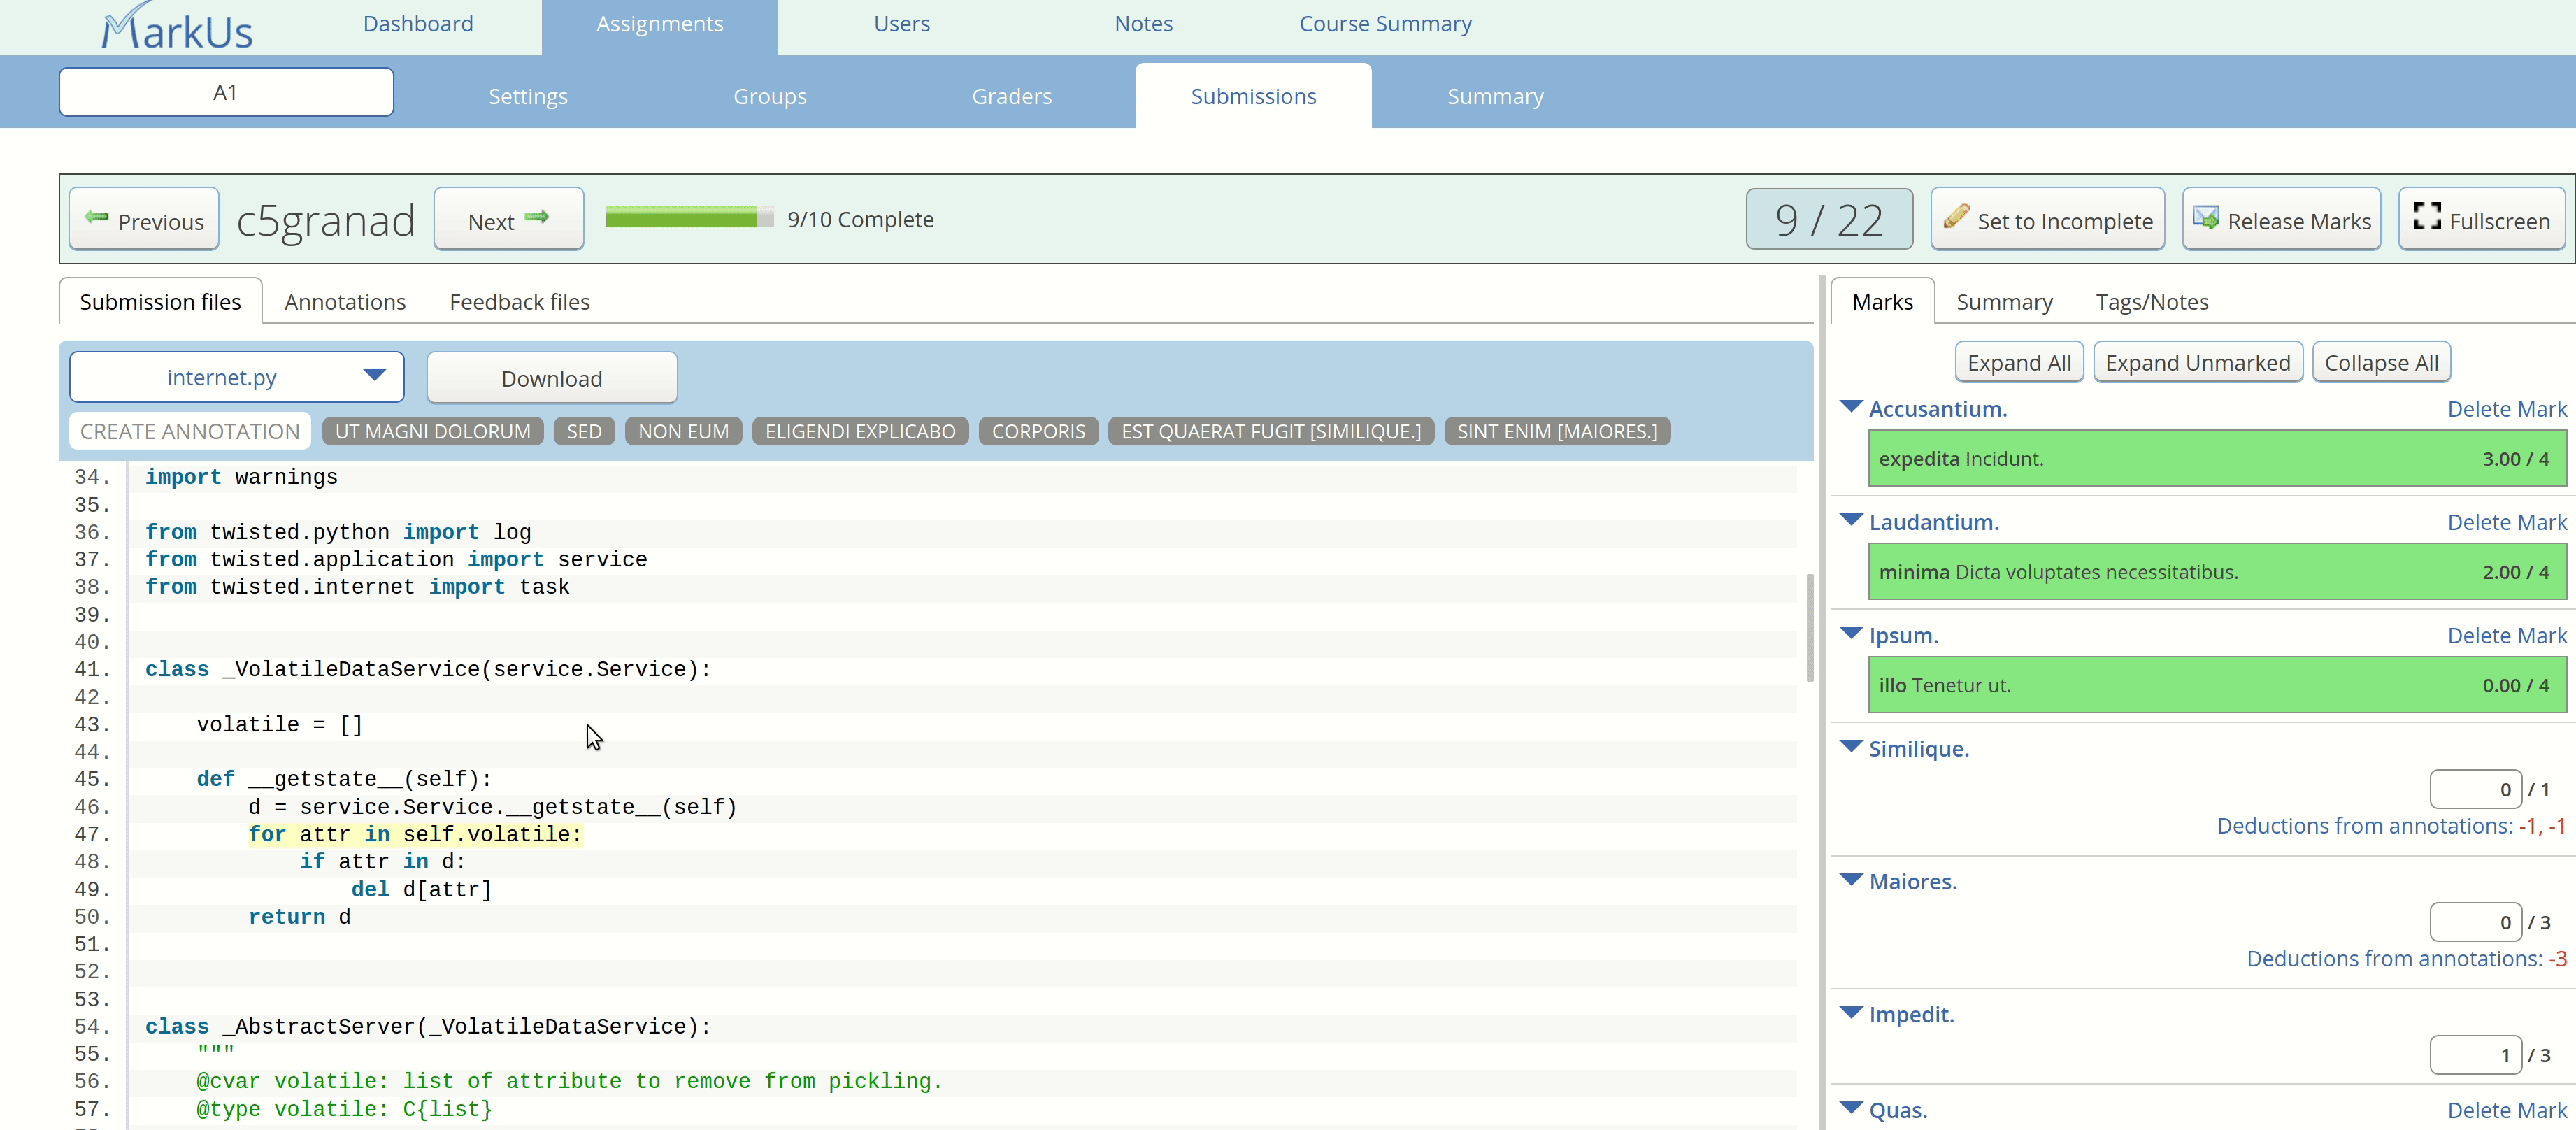 MarkUs
Dashboard
Assignments
Users
Notes
Course Summary
A1
Settings
Groups
Graders
Submissions
Summary
Previous
c5granad
Next
9/10 Complete
9 / 22
Set to Incomplete
Release Marks
Fullscreen
Submission files
Annotations
Feedback files
internet.py
Download
CREATE ANNOTATION
UT MAGNI DOLORUM
SED
NON EUM
ELIGENDI EXPLICABO
CORPORIS
EST QUAERAT FUGIT [SIMILIQUE.]
SINT ENIM [MAIORES.]
34. import warnings
35.
36. from twisted.python import log
37. from twisted.application import service
38. from twisted.internet import task
39.
40.
41. class _VolatileDataService(service.Service):
42.
43.     volatile = []
44.
45.     def __getstate__(self):
46.         d = service.Service.__getstate__(self)
47.         for attr in self.volatile:
48.             if attr in d:
49.                 del d[attr]
50.         return d
51.
52.
53.
54. class _AbstractServer(_VolatileDataService):
55.     """
56.     @cvar volatile: list of attribute to remove from pickling.
57.     @type volatile: C{list}
Marks
Summary
Tags/Notes
Expand All
Expand Unmarked
Collapse All
Accusantium. Delete Mark
expedita Incidunt. 3.00 / 4
Laudantium. Delete Mark
minima Dicta voluptates necessitatibus. 2.00 / 4
Ipsum. Delete Mark
illo Tenetur ut. 0.00 / 4
Similique.
0 / 1
Deductions from annotations: -1, -1
Maiores.
0 / 3
Deductions from annotations: -3
Impedit.
1 / 3
Quas. Delete Mark